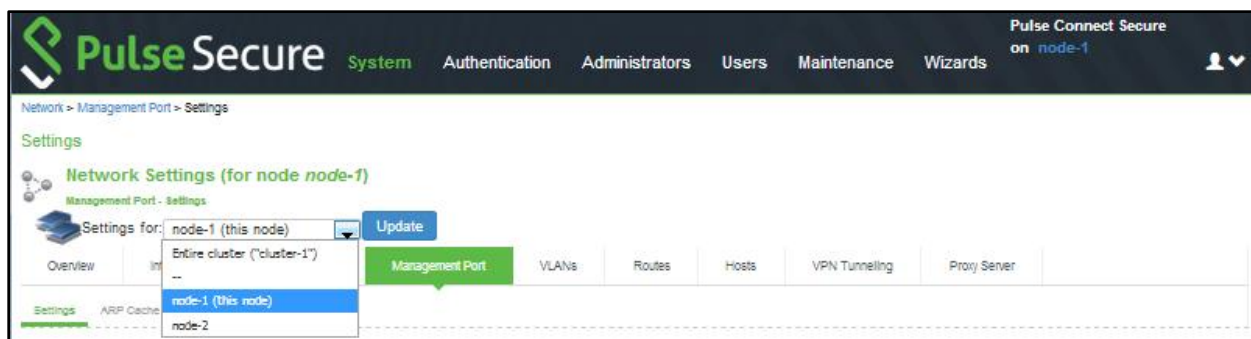 Pulse Secure
System Authentication Administrators Users Maintenance Wizards
Pulse Connect Secure
on node-1
Network > Management Port > Settings
Settings
Network Settings (for node node-1)
Management Port - Settings
Settings for: node-1 (this node) Update
Entire cluster ("cluster-1")
--
node-1 (this node)
node-2
Overview Management Port VLANs Routes Hosts VPN Tunneling Proxy Server
Settings ARP Cache